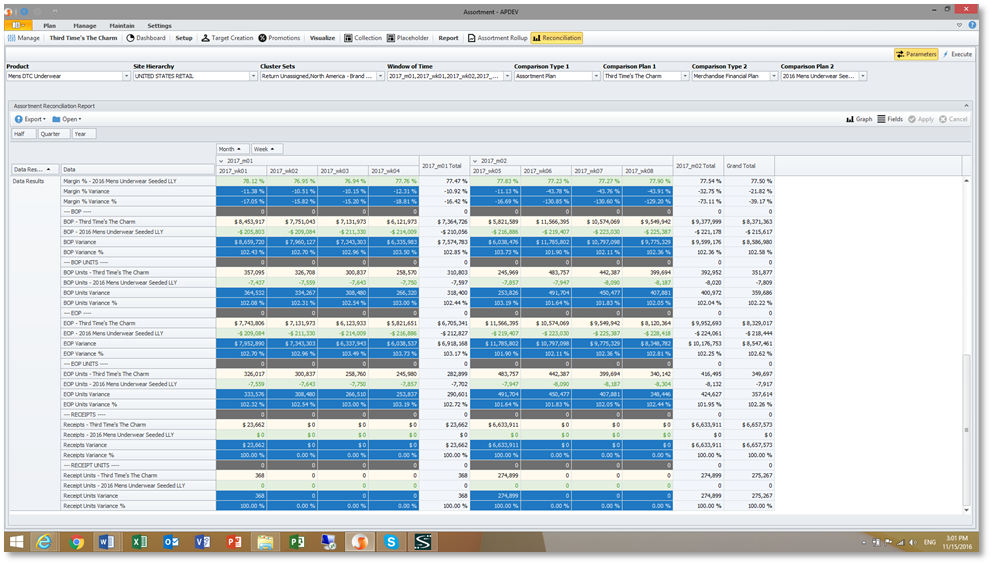 Assortment - APDEV
Plan Manage Maintain Settings
Manage Third Time's The Charm Dashboard Setup Target Creation Promotions Visualize Collection Placeholder Report Assortment Rollup Reconciliation
Parameters Execute
Product Site Hierarchy Cluster Sets Window of Time Comparison Type 1 Comparison Plan 1 Comparison Type 2 Comparison Plan 2
Mens DTC Underwear UNITED STATES RETAIL Return Unassigned,North America - Brand ... 2017_m01,2017_wk01,2017_wk02,2017_... Assortment Plan Third Time's The Charm Merchandise Financial Plan 2016 Mens Underwear See...
Assortment Reconciliation Report
Export Open Graph Fields Apply Cancel
Half Quarter Year
Month Week
2017_m01 2017_m01 Total 2017_m02 2017_m02 Total Grand Total
Data Res... Data 2017_wk01 2017_wk02 2017_wk03 2017_wk04 2017_wk05 2017_wk06 2017_wk07 2017_wk08
Data Results Margin % - 2016 Mens Underwear Seeded LLY 78.12 % 76.95 % 76.94 % 77.76 % 77.47 % 77.83 % 77.23 % 77.27 % 77.90 % 77.54 % 77.50 %
Margin % Variance -11.38 % -10.51 % -10.15 % -12.31 % -10.92 % -11.13 % -43.78 % -43.76 % -43.91 % -32.75 % -21.82 %
Margin % Variance % -17.05 % -15.82 % -15.20 % -18.81 % -16.42 % -16.69 % -130.85 % -130.60 % -129.20 % -73.11 % -39.17 %
--- BOP ---- 0 0 0 0 0 0 0 0 0 0 0
BOP - Third Time's The Charm $ 8,453,917 $ 7,751,043 $ 7,131,973 $ 6,121,973 $ 7,364,726 $ 5,821,589 $ 11,566,395 $ 10,574,069 $ 9,549,942 $ 9,377,999 $ 8,371,363
BOP - 2016 Mens Underwear Seeded LLY $ -205,803 $ -209,084 $ -211,330 $ -214,009 $ -210,056 $ -216,886 $ -219,407 $ -223,030 $ -225,387 $ -221,178 $ -215,617
BOP Variance $ 8,659,720 $ 7,960,127 $ 7,343,303 $ 6,335,983 $ 7,574,783 $ 6,038,476 $ 11,785,802 $ 10,797,098 $ 9,775,329 $ 9,599,176 $ 8,586,980
BOP Variance % 102.43 % 102.70 % 102.96 % 103.50 % 102.85 % 103.73 % 101.90 % 102.11 % 102.36 % 102.36 % 102.58 %
--- BOP UNITS ---- 0 0 0 0 0 0 0 0 0 0 0
BOP Units - Third Time's The Charm 357,095 326,708 300,837 258,570 310,803 245,969 483,757 442,387 399,694 392,952 351,877
BOP Units - 2016 Mens Underwear Seeded LLY -7,437 -7,559 -7,643 -7,750 -7,597 -7,857 -7,947 -8,090 -8,187 -8,020 -7,809
BOP Units Variance 364,532 334,267 308,480 266,320 318,400 253,826 491,704 450,477 407,881 400,972 359,686
BOP Units Variance % 102.08 % 102.31 % 102.54 % 103.00 % 102.44 % 103.19 % 101.64 % 101.83 % 102.05 % 102.04 % 102.22 %
--- EOP ---- 0 0 0 0 0 0 0 0 0 0 0
EOP - Third Time's The Charm $ 7,743,806 $ 7,131,973 $ 6,123,933 $ 5,821,651 $ 6,705,341 $ 11,566,395 $ 10,574,069 $ 9,549,942 $ 8,120,364 $ 9,952,693 $ 8,329,017
EOP - 2016 Mens Underwear Seeded LLY $ -209,084 $ -211,330 $ -214,009 $ -216,886 $ -212,827 $ -219,407 $ -223,030 $ -225,387 $ -228,418 $ -224,061 $ -218,444
EOP Variance $ 7,952,890 $ 7,343,303 $ 6,337,943 $ 6,038,537 $ 6,918,168 $ 11,785,802 $ 10,797,098 $ 9,775,329 $ 8,348,782 $ 10,176,753 $ 8,547,461
EOP Variance % 102.70 % 102.96 % 103.49 % 103.73 % 103.17 % 101.90 % 102.11 % 102.36 % 102.81 % 102.25 % 102.62 %
--- EOP UNITS ---- 0 0 0 0 0 0 0 0 0 0 0
EOP Units - Third Time's The Charm 326,017 300,837 258,760 245,980 282,899 483,757 442,387 399,694 340,142 416,495 349,697
EOP Units - 2016 Mens Underwear Seeded LLY -7,559 -7,643 -7,750 -7,857 -7,702 -7,947 -8,090 -8,187 -8,304 -8,132 -7,917
EOP Units Variance 333,576 308,480 266,510 253,837 290,601 491,704 450,477 407,881 348,446 424,627 357,614
EOP Units Variance % 102.32 % 102.54 % 103.00 % 103.19 % 102.72 % 101.64 % 101.83 % 102.05 % 102.44 % 101.95 % 102.26 %
--- RECEIPTS ---- 0 0 0 0 0 0 0 0 0 0 0
Receipts - Third Time's The Charm $ 23,662 $ 0 $ 0 $ 0 $ 23,662 $ 6,633,911 $ 0 $ 0 $ 0 $ 6,633,911 $ 6,657,573
Receipts - 2016 Mens Underwear Seeded LLY $ 0 $ 0 $ 0 $ 0 $ 0 $ 0 $ 0 $ 0 $ 0 $ 0 $ 0
Receipts Variance $ 23,662 $ 0 $ 0 $ 0 $ 23,662 $ 6,633,911 $ 0 $ 0 $ 0 $ 6,633,911 $ 6,657,573
Receipts Variance % 100.00 % 0.00 % 0.00 % 0.00 % 100.00 % 100.00 % 0.00 % 0.00 % 0.00 % 100.00 % 100.00 %
--- RECEIPT UNITS ---- 0 0 0 0 0 0 0 0 0 0 0
Receipt Units - Third Time's The Charm 368 0 0 0 368 274,899 0 0 0 274,899 275,267
Receipt Units - 2016 Mens Underwear Seeded LLY 0 0 0 0 0 0 0 0 0 0 0
Receipt Units Variance 368 0 0 0 368 274,899 0 0 0 274,899 275,267
Receipt Units Variance % 100.00 % 0.00 % 0.00 % 0.00 % 100.00 % 100.00 % 0.00 % 0.00 % 0.00 % 100.00 % 100.00 %
ENG 3:01 PM
11/15/2016